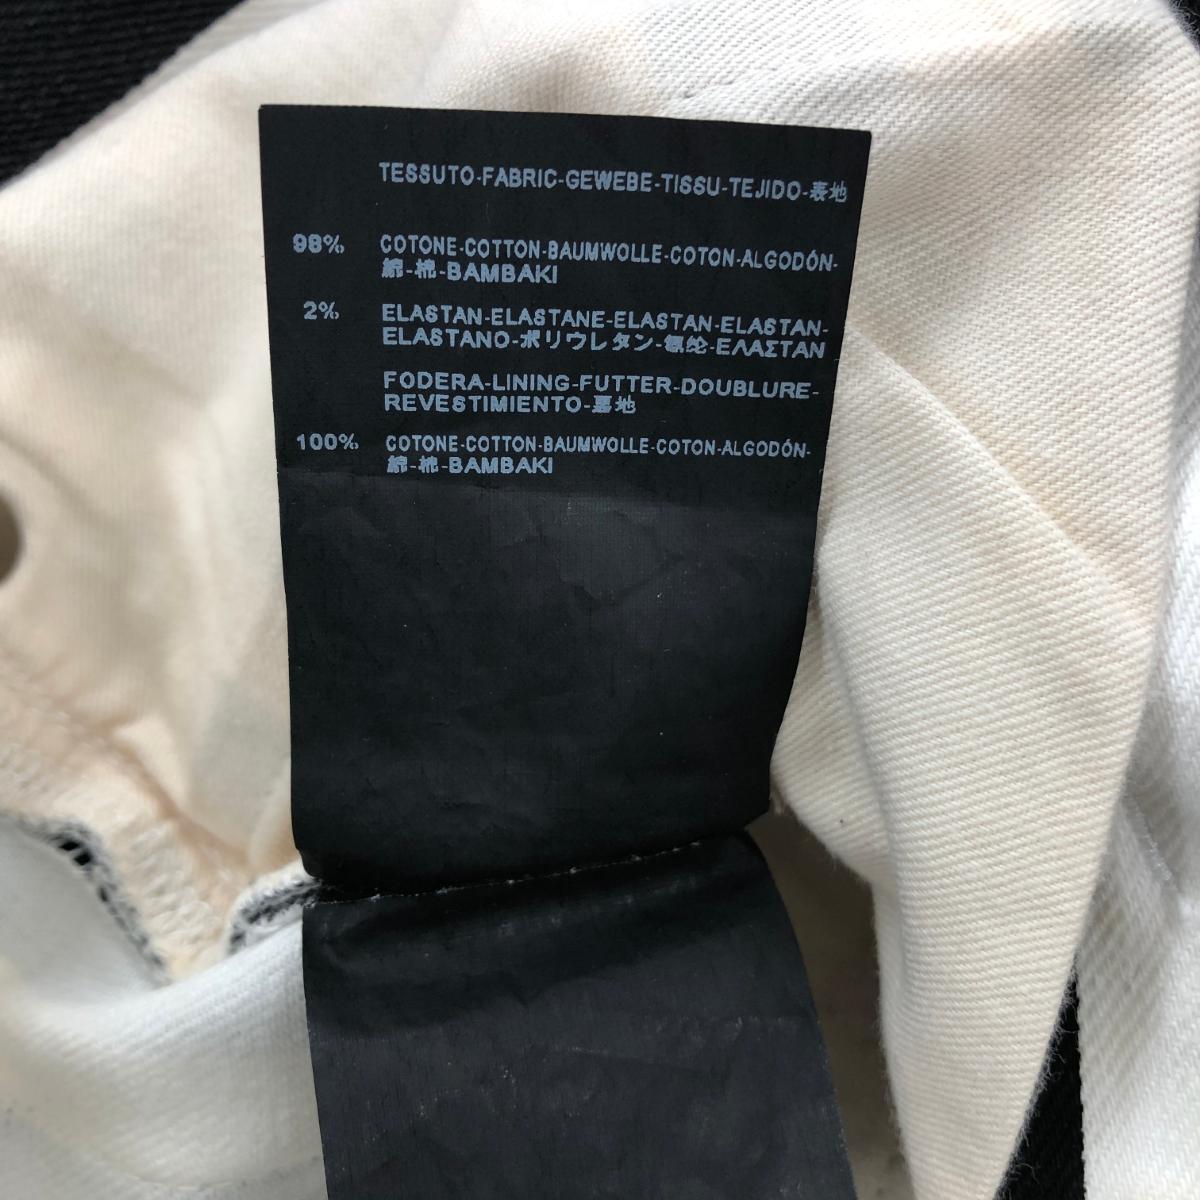 TESSUTO-FABRIC-GEWEBE-TISSU-TEJIDO-表地
98% COTONE-COTTON-BAUMWOLLE-COTON-ALGODÓN-
綿-棉-BAMBAKI
2% ELASTAN-ELASTANE-ELASTAN-ELASTAN-
ELASTANO-ポリウレタン-氨纶-ΕΛΑΣΤΑΝ
FODERA-LINING-FUTTER-DOUBLURE-
REVESTIMIENTO-裏地
100% COTONE-COTTON-BAUMWOLLE-COTON-ALGODÓN-
綿-棉-BAMBAKI